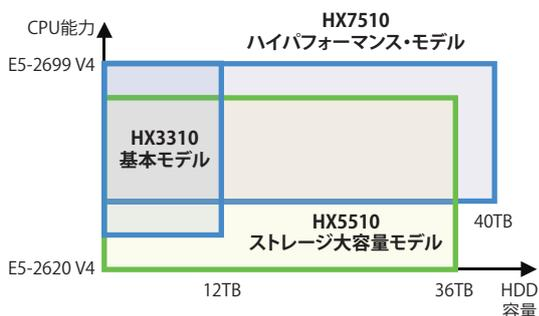 HX7510
ハイパフォーマンス・モデル
CPU能力
E5-2699 V4
HX3310
基本モデル
HX5510
ストレージ大容量モデル
40TB
E5-2620 V4
12TB
36TB
HDD
容量